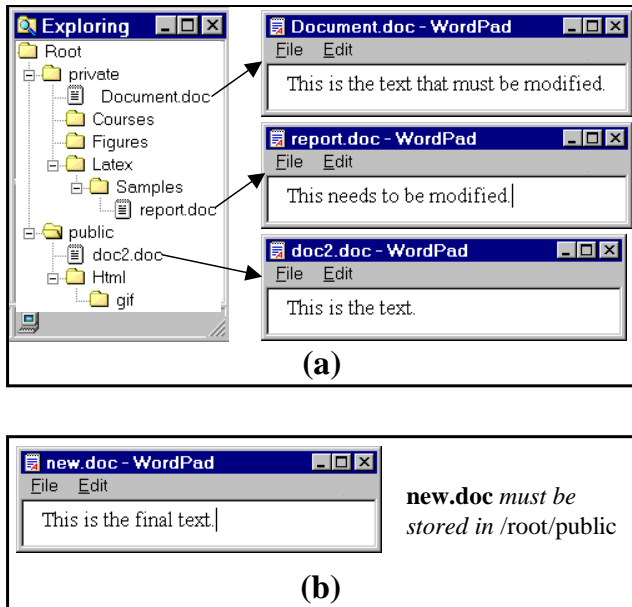 Exploring
Root
private
Document.doc
Courses
Figures
Latex
Samples
report.doc
public
doc2.doc
Html
gif
Document.doc - WordPad
File Edit
This is the text that must be modified.
report.doc - WordPad
File Edit
This needs to be modified.
doc2.doc - WordPad
File Edit
This is the text.
(a)
new.doc - WordPad
File Edit
This is the final text.
new.doc must be
stored in /root/public
(b)